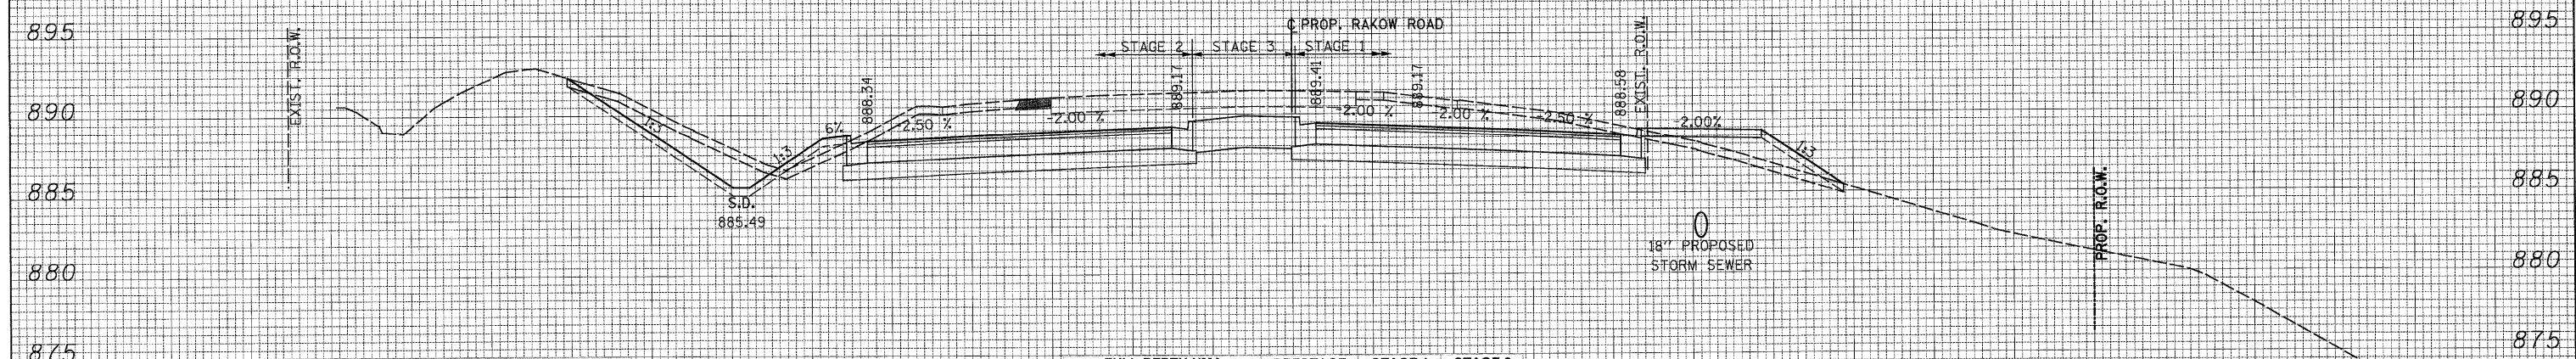 895
895
℄ PROP. RAKOW ROAD
EXIST. R.O.W.
STAGE 2
STAGE 3
STAGE 1
EXIST. R.O.W.
890
890
888.34
889.17
889.41
889.17
888.58
6%
-2.50 %
-2.00 %
-2.00 %
-2.00 %
-2.50 %
-2.00%
1:3
1:3
1:3
885
885
S.D.
885.49
PROP. R.O.W.
18" PROPOSED
STORM SEWER
880
880
875
875